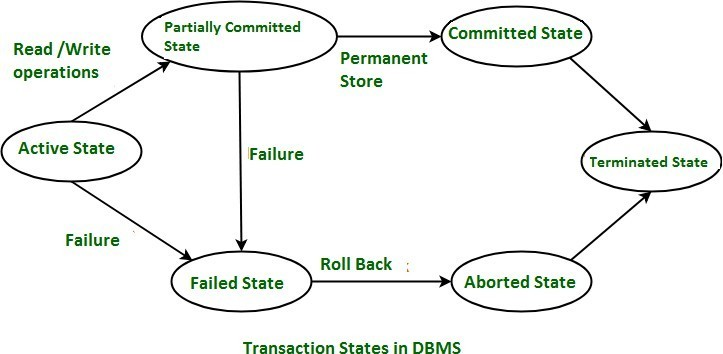 Partially Committed
State
Committed State
Read /Write
operations
Permanent
Store
Active State
Failure
Terminated State
Failure
Roll Back
Failed State
Aborted State
Transaction States in DBMS